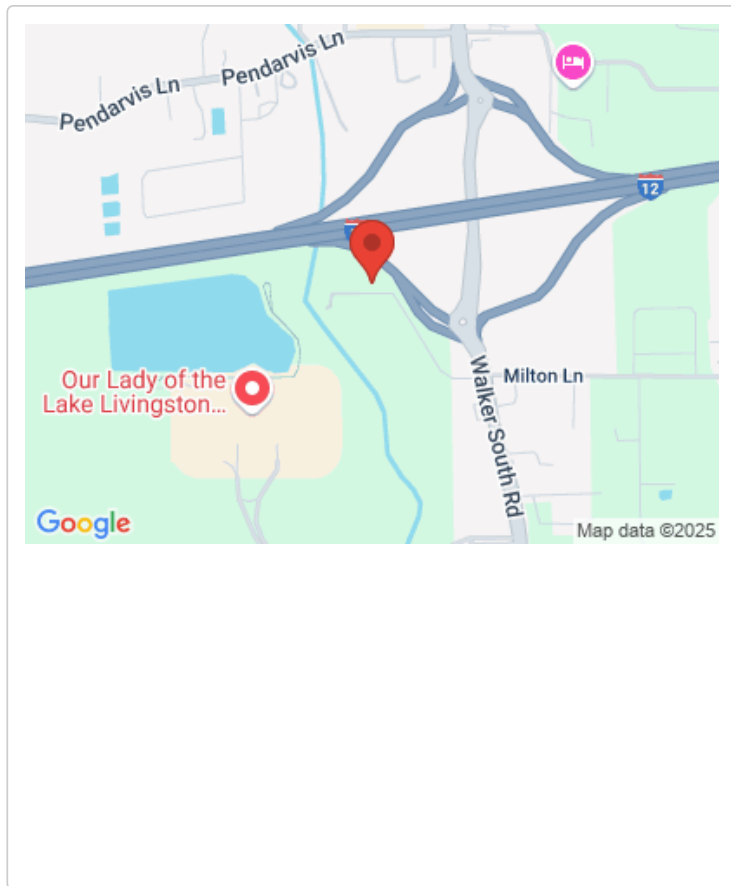 Pendarvis Ln
Pendarvis Ln
12
Our Lady of the
Lake Livingston...
Milton Ln
Walker South Rd
Google
Map data ©2025